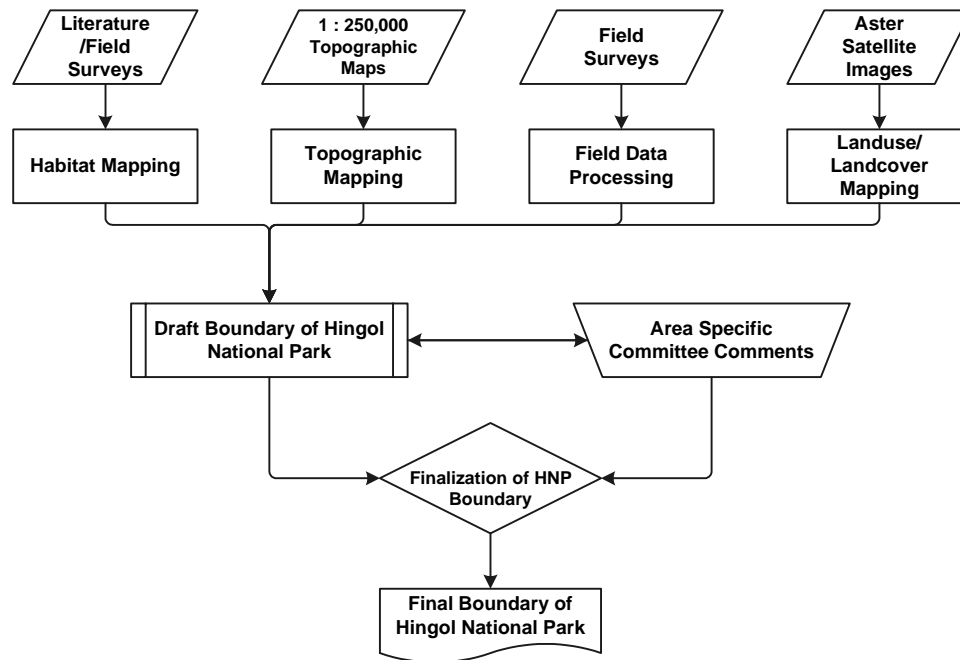 Literature
/Field
Surveys
1 : 250,000
Topographic
Maps
Field
Surveys
Aster
Satellite
Images
Habitat Mapping
Topographic
Mapping
Field Data
Processing
Landuse/
Landcover
Mapping
Draft Boundary of Hingol
National Park
Area Specific
Committee Comments
Finalization of HNP
Boundary
Final Boundary of
Hingol National Park